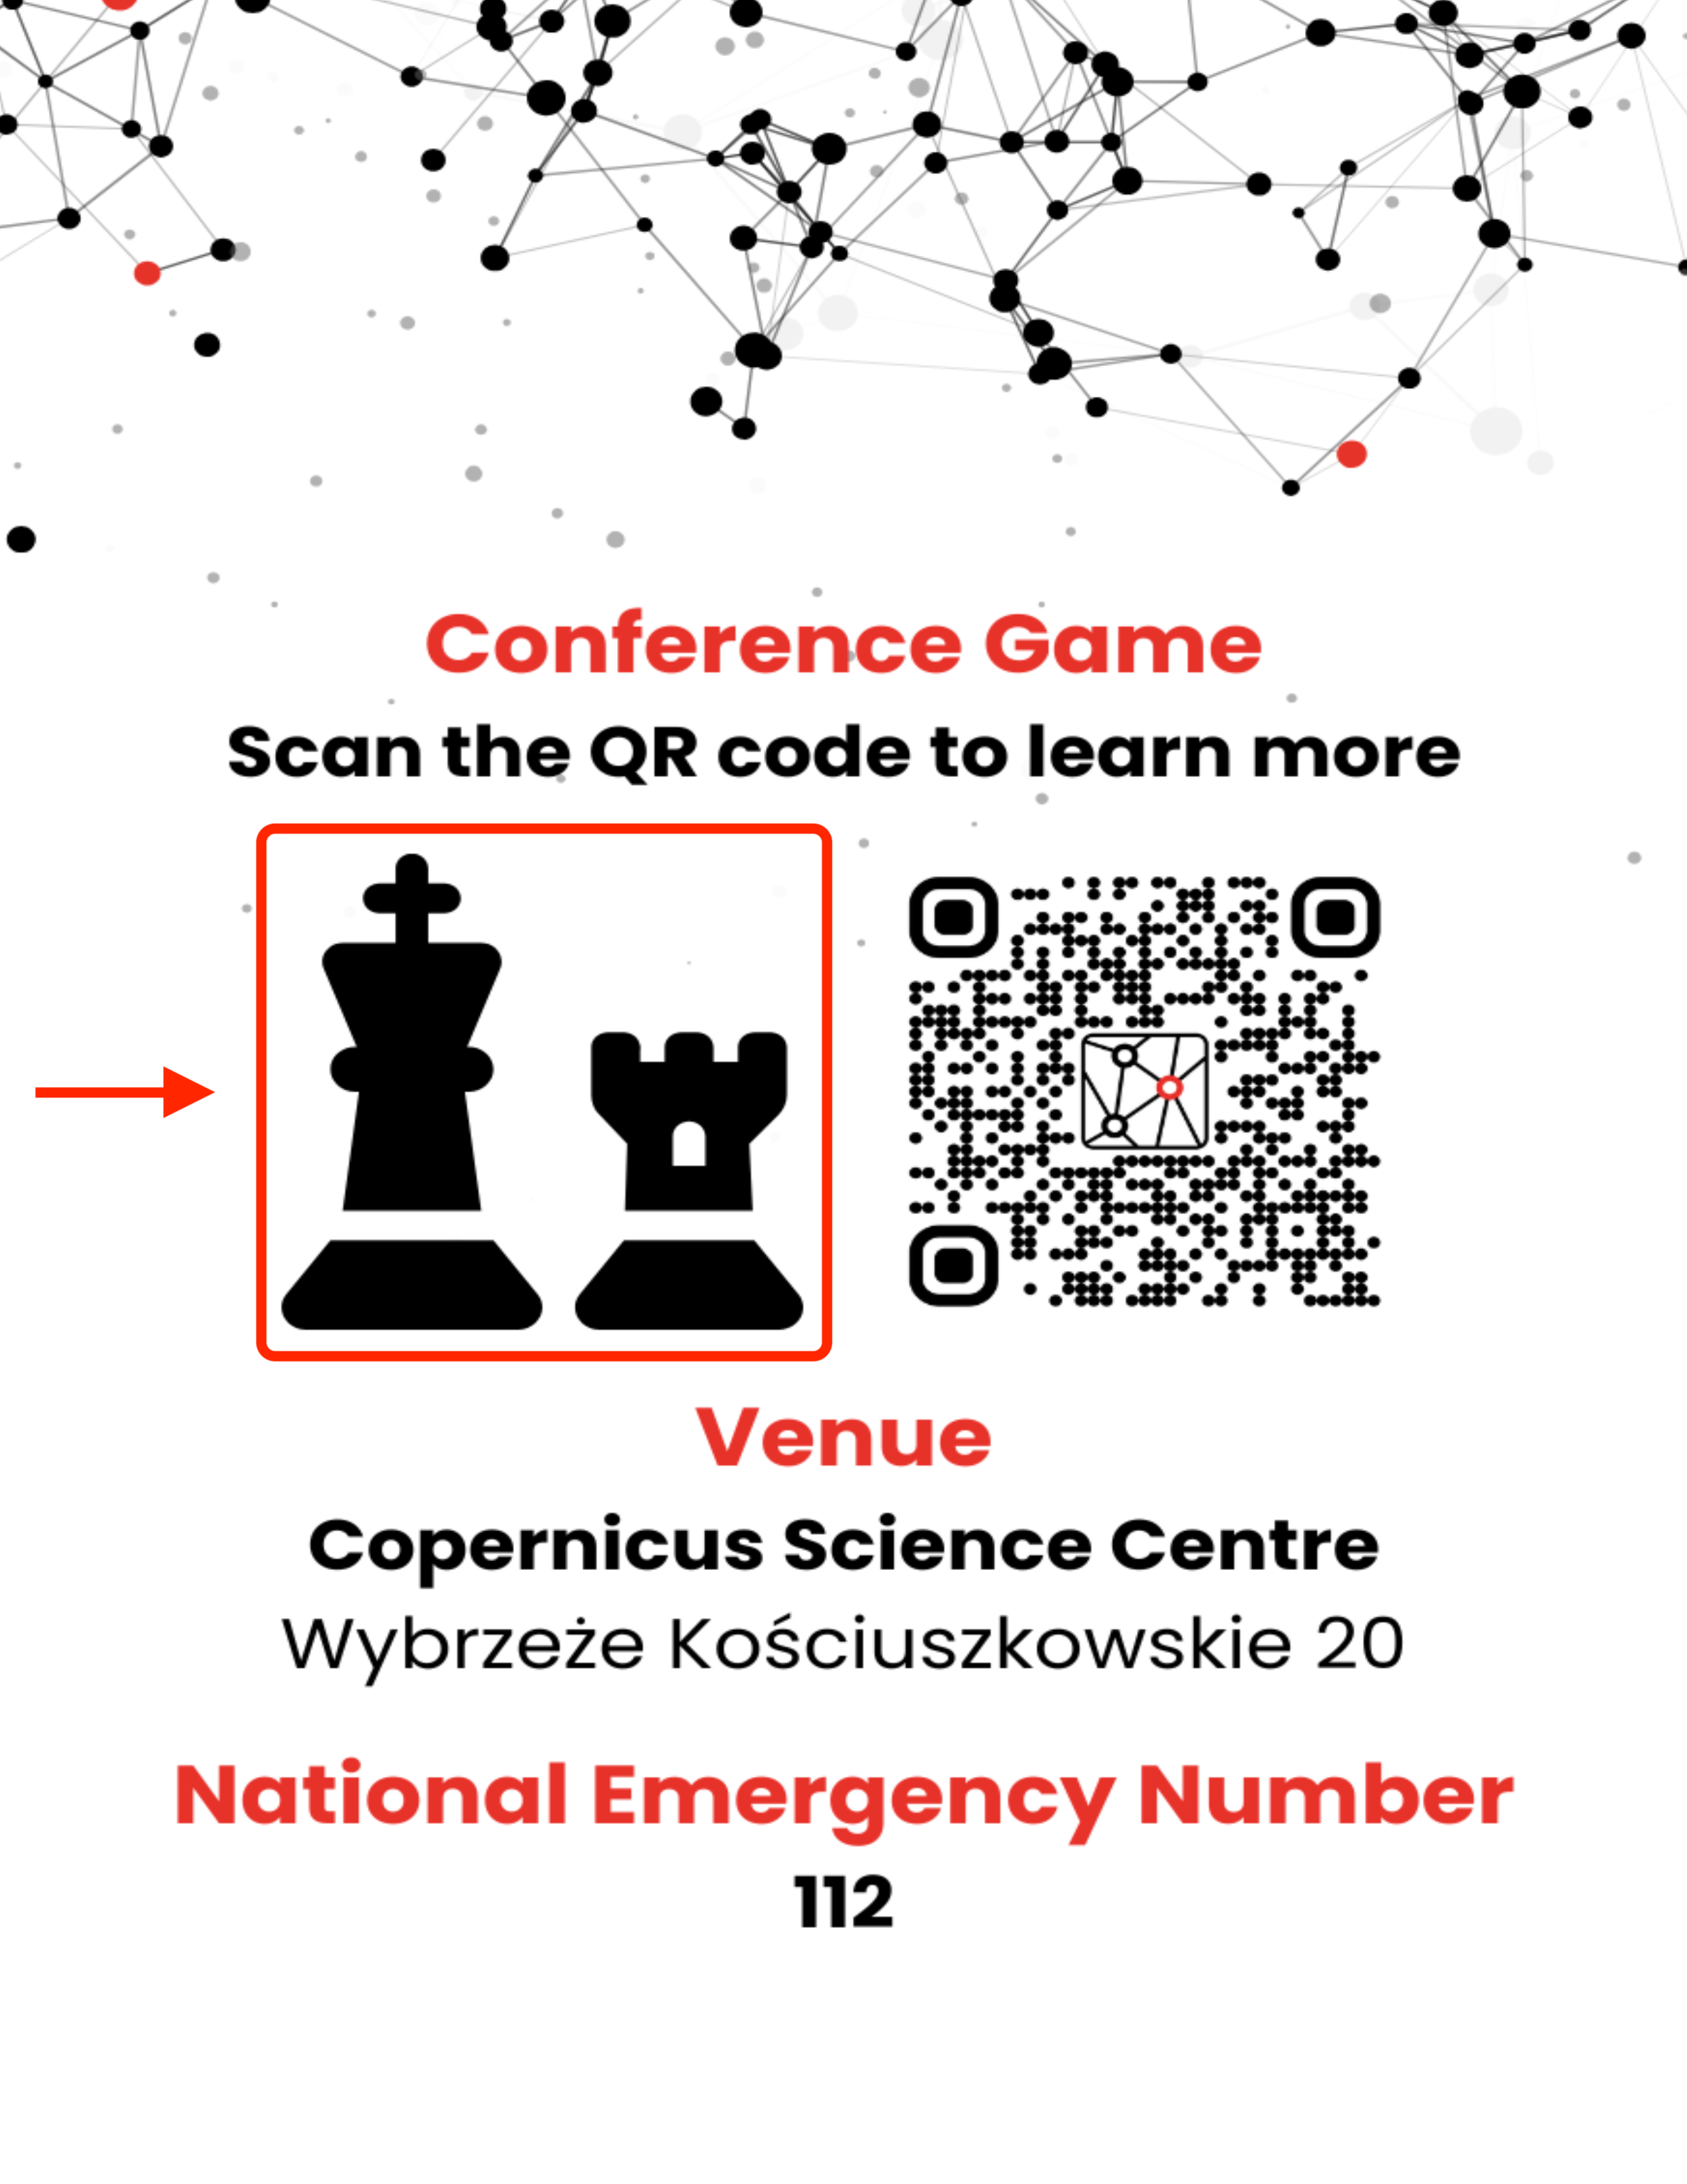 Conference Game
Scan the QR code to learn more
Venue
Copernicus Science Centre
Wybrzeże Kościuszkowskie 20
National Emergency Number
112